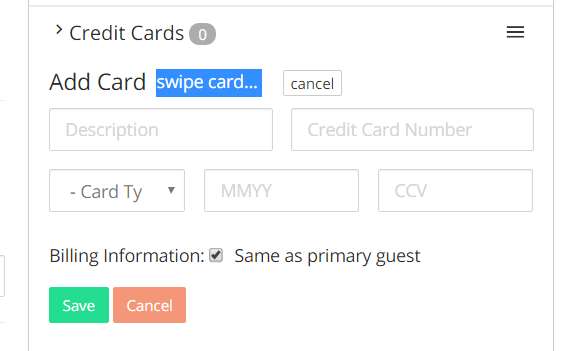 Credit Cards 0
Add Card swipe card... cancel
Description Credit Card Number
- Card Ty MMYY CCV
Billing Information: Same as primary guest
Save Cancel